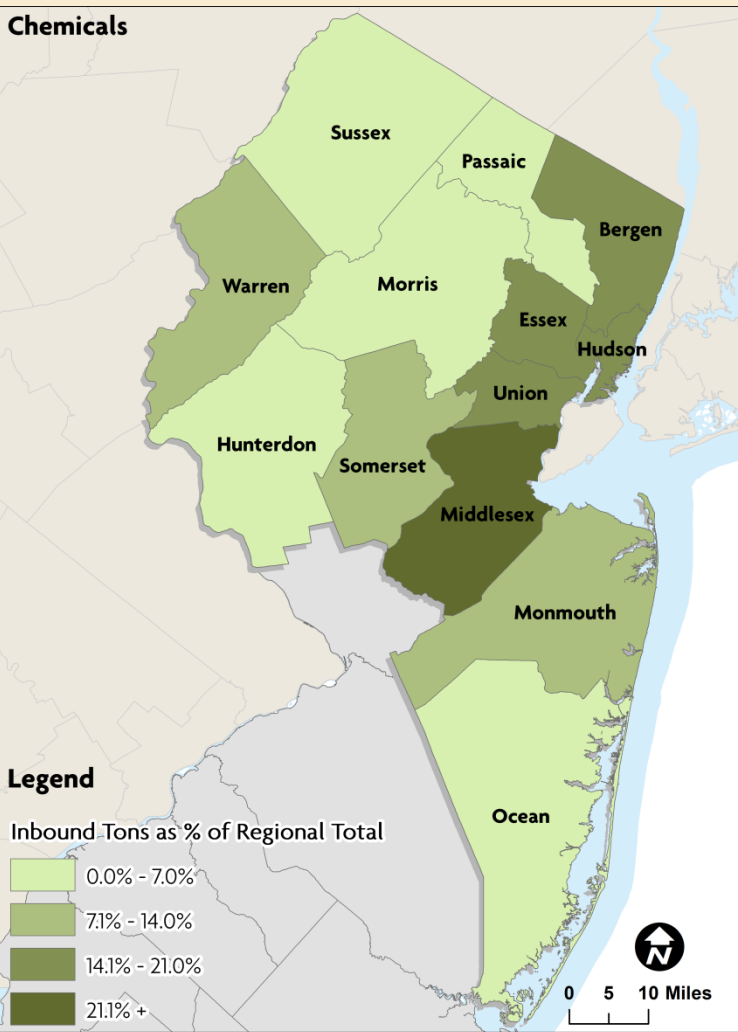 Chemicals
Sussex
Passaic
Bergen
Warren
Morris
Essex
Hudson
Union
Hunterdon
Somerset
Middlesex
Monmouth
Ocean
Legend
Inbound Tons as % of Regional Total
0.0% - 7.0%
7.1% - 14.0%
14.1% - 21.0%
21.1% +
N
0 5 10 Miles